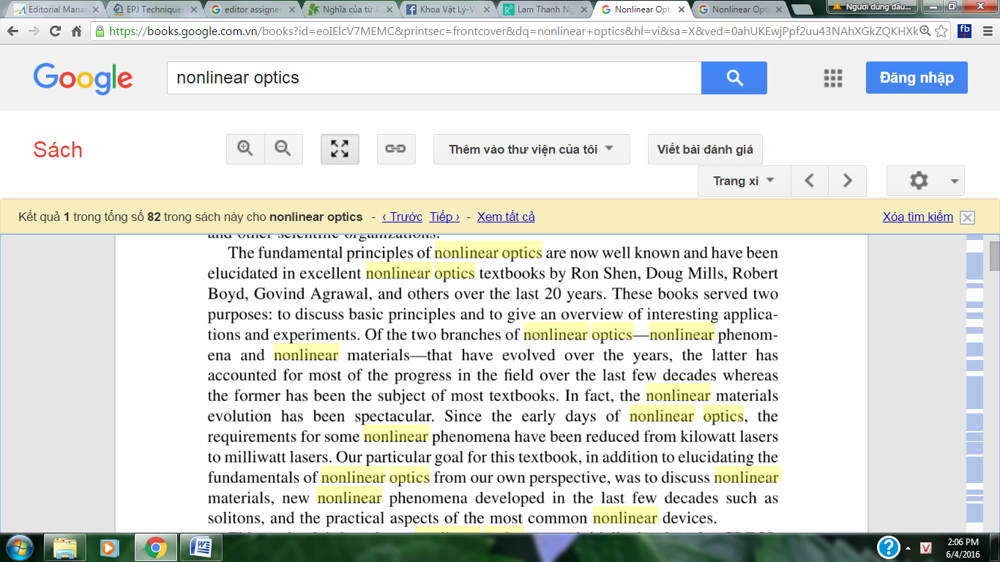 Editorial Mana
EPJ Techniques
editor assigned
Nghĩa của từ A
Khoa Vật Lý-Vậ
Lam Thanh Ng
Nonlinear Opt
Nonlinear Opti
Người dùng đầu...
https://books.google.com.vn/books?id=eoIElcV7MEMC&printsec=frontcover&dq=nonlinear+optics&hl=vi&sa=X&ved=0ahUKEwjPpf2uu43NAhXGkZQKHXk
fb
Google
nonlinear optics
Đăng nhập
Sách
Thêm vào thư viện của tôi
Viết bài đánh giá
Trang xi
Kết quả 1 trong tổng số 82 trong sách này cho nonlinear optics - ‹ Trước Tiếp › - Xem tất cả
Xóa tìm kiếm
and other scientific organizations.
The fundamental principles of nonlinear optics are now well known and have been
elucidated in excellent nonlinear optics textbooks by Ron Shen, Doug Mills, Robert
Boyd, Govind Agrawal, and others over the last 20 years. These books served two
purposes: to discuss basic principles and to give an overview of interesting applica-
tions and experiments. Of the two branches of nonlinear optics—nonlinear phenom-
ena and nonlinear materials—that have evolved over the years, the latter has
accounted for most of the progress in the field over the last few decades whereas
the former has been the subject of most textbooks. In fact, the nonlinear materials
evolution has been spectacular. Since the early days of nonlinear optics, the
requirements for some nonlinear phenomena have been reduced from kilowatt lasers
to milliwatt lasers. Our particular goal for this textbook, in addition to elucidating the
fundamentals of nonlinear optics from our own perspective, was to discuss nonlinear
materials, new nonlinear phenomena developed in the last few decades such as
solitons, and the practical aspects of the most common nonlinear devices.
V
2:06 PM
6/4/2016